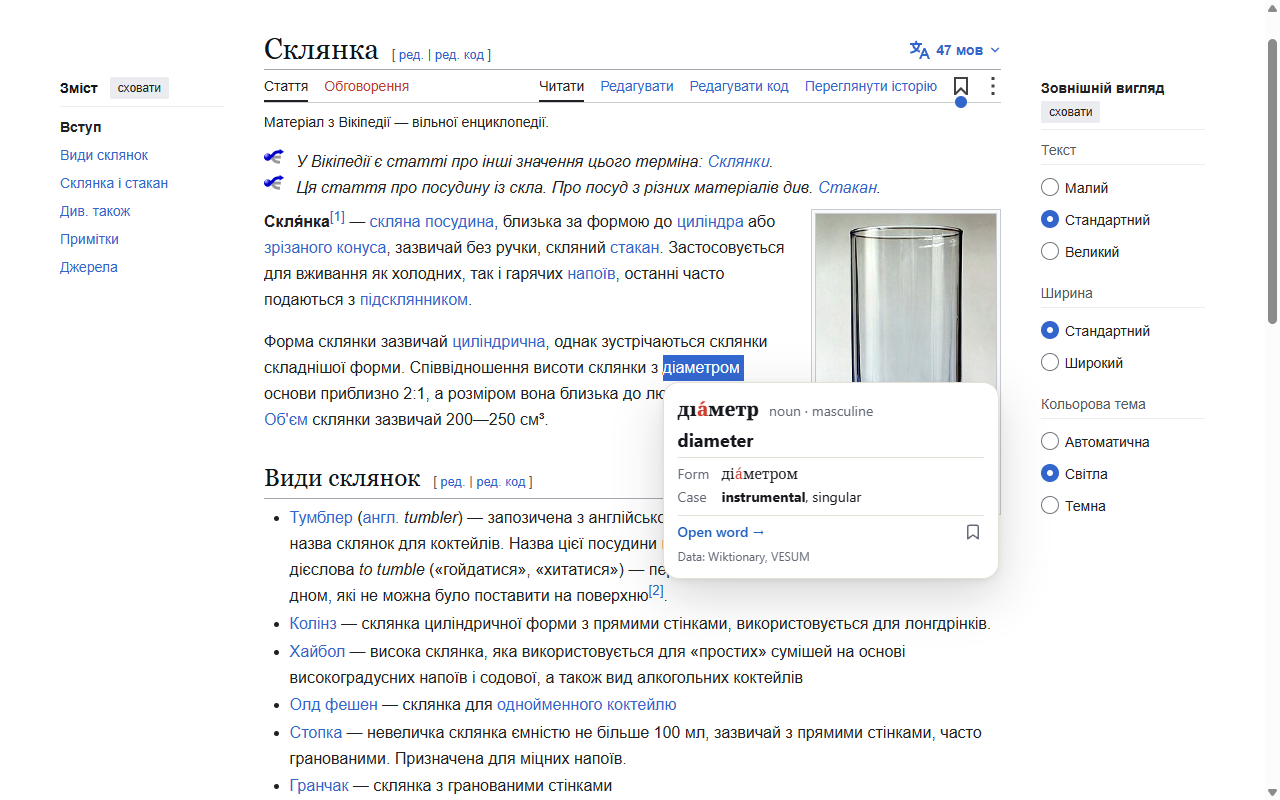 Склянка [ ред. | ред. код ]
47 мов
Зміст сховати
Вступ
Види склянок
Склянка і стакан
Див. також
Примітки
Джерела
Стаття Обговорення Читати Редагувати Редагувати код Переглянути історію
Матеріал з Вікіпедії — вільної енциклопедії.
У Вікіпедії є статті про інші значення цього терміна: Склянки.
Ця стаття про посудину із скла. Про посуд з різних матеріалів див. Стакан.
Скля́нка[1] — скляна посудина, близька за формою до циліндра або
зрізаного конуса, зазвичай без ручки, скляний стакан. Застосовується
для вживання як холодних, так і гарячих напоїв, останні часто
подаються з підсклянником.
Форма склянки зазвичай циліндрична, однак зустрічаються склянки
складнішої форми. Співвідношення висоти склянки з діаметром
основи приблизно 2:1, а розміром вона близька до
Об'єм склянки зазвичай 200—250 см³.
діа́метр noun · masculine
diameter
Form діа́метром
Case instrumental, singular
Open word →
Data: Wiktionary, VESUM
Види склянок [ ред. | ред. код ]
Тумблер (англ. tumbler) — запозичена з
назва склянок для коктейлів. Назва цієї посудини
дієслова to tumble («гойдатися», «хитатися») —
дном, які не можна було поставити на поверхню[2].
Колінз — склянка циліндричної форми з прямими стінками, використовується для лонгдрінків.
Хайбол — висока склянка, яка використовується для «простих» сумішей на основі
високоградусних напоїв і содової, а також вид алкогольних коктейлів
Олд фешен — склянка для однойменного коктейлю
Стопка — невеличка склянка ємністю не більше 100 мл, зазвичай з прямими стінками, часто
гранованими. Призначена для міцних напоїв.
Гранчак — склянка з гранованими стінками
Зовнішній вигляд
сховати
Текст
Малий
Стандартний
Великий
Ширина
Стандартний
Широкий
Кольорова тема
Автоматична
Світла
Темна